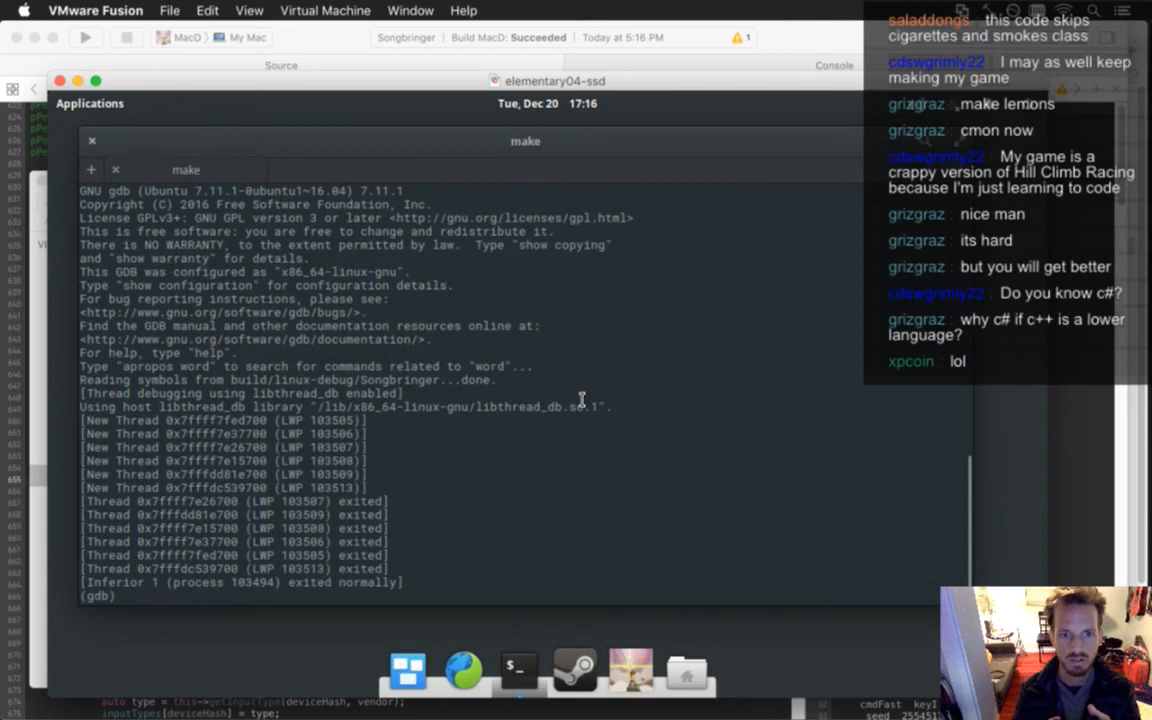 VMware Fusion File Edit View Virtual Machine Window Help
MacD 〉 My Mac
Songbringer | Build MacD: Succeeded | Today at 5:16 PM
1
Source
Console
elementary04-ssd
Applications
Tue, Dec 20 17:16
make
make
GNU gdb (Ubuntu 7.11.1-0ubuntu1~16.04) 7.11.1
Copyright (C) 2016 Free Software Foundation, Inc.
License GPLv3+: GNU GPL version 3 or later <http://gnu.org/licenses/gpl.html>
This is free software: you are free to change and redistribute it.
There is NO WARRANTY, to the extent permitted by law.  Type "show copying"
and "show warranty" for details.
This GDB was configured as "x86_64-linux-gnu".
Type "show configuration" for configuration details.
For bug reporting instructions, please see:
<http://www.gnu.org/software/gdb/bugs/>.
Find the GDB manual and other documentation resources online at:
<http://www.gnu.org/software/gdb/documentation/>.
For help, type "help".
Type "apropos word" to search for commands related to "word"...
Reading symbols from build/linux-debug/Songbringer...done.
[Thread debugging using libthread_db enabled]
Using host libthread_db library "/lib/x86_64-linux-gnu/libthread_db.so.1".
[New Thread 0x7ffff7fed700 (LWP 103505)]
[New Thread 0x7ffff7e37700 (LWP 103506)]
[New Thread 0x7ffff7e26700 (LWP 103507)]
[New Thread 0x7ffff7e15700 (LWP 103508)]
[New Thread 0x7fffdd81e700 (LWP 103509)]
[New Thread 0x7fffdc539700 (LWP 103513)]
[Thread 0x7ffff7e26700 (LWP 103507) exited]
[Thread 0x7fffdd81e700 (LWP 103509) exited]
[Thread 0x7ffff7e15700 (LWP 103508) exited]
[Thread 0x7ffff7e37700 (LWP 103506) exited]
[Thread 0x7ffff7fed700 (LWP 103505) exited]
[Thread 0x7fffdc539700 (LWP 103513) exited]
[Inferior 1 (process 103494) exited normally]
(gdb)
saladdongs : this code skips
cigarettes and smokes class
cdswgrimly22 : I may as well keep
making my game
grizgraz : make lemons
grizgraz : cmon now
cdswgrimly22 : My game is a
crappy version of Hill Climb Racing
because I'm just learning to code
grizgraz : nice man
grizgraz : its hard
grizgraz : but you will get better
cdswgrimly22 : Do you know c#?
grizgraz : why c# if c++ is a lower
language?
xpcoin : lol
655
auto type = this->getInputType(deviceHash, vendor);
inputTypes[deviceHash] = type;